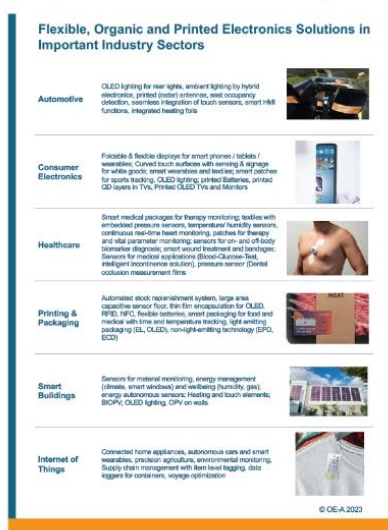 Flexible, Organic and Printed Electronics Solutions in
Important Industry Sectors
Automotive
OLED lighting for rear lights, ambient lighting by hybrid
electronics, printed (radar) antennas, seat occupancy
detection, seamless integration of touch sensors, smart HMI
functions, integrated heating foils
Consumer
Electronics
Foldable & flexible displays for smart phones / tablets /
wearables; Curved touch surfaces with sensing & signage
for white goods; smart wearables and textiles; smart patches
for sports tracking, OLED lighting; printed Batteries, printed
QD layers in TVs, Printed OLED TVs and Monitors
Healthcare
Smart medical packages for therapy monitoring; textiles with
embedded pressure sensors, temperature/ humidity sensors,
continuous real-time heart monitoring, patches for therapy
and vital parameter monitoring; sensors for on- and off-body
biomarker diagnosis; smart wound treatment and bandages;
Sensors for medical applications (Blood-Glucose-Test,
intelligent incontinence solution), pressure sensor (Dental
occlusion measurement films
Printing &
Packaging
Automated stock replenishment system, large area
capacitive sensor floor, thin film encapsulation for OLED,
RFID, NFC, flexible batteries, smart packaging for food and
medical with time and temperature tracking, light emitting
packaging (EL, OLED), non-light-emitting technology (EPD,
ECD)
MEAT
Smart
Buildings
Sensors for material monitoring, energy management
(climate, smart windows) and wellbeing (humidity, gas);
energy autonomous sensors; Heating and touch elements;
BIOPV; OLED lighting, OPV on walls
Internet of
Things
Connected home appliances, autonomous cars and smart
wearables, precision agriculture, environmental monitoring,
Supply chain management with item level tagging, data
loggers for containers, voyage optimization
© OE-A 2023